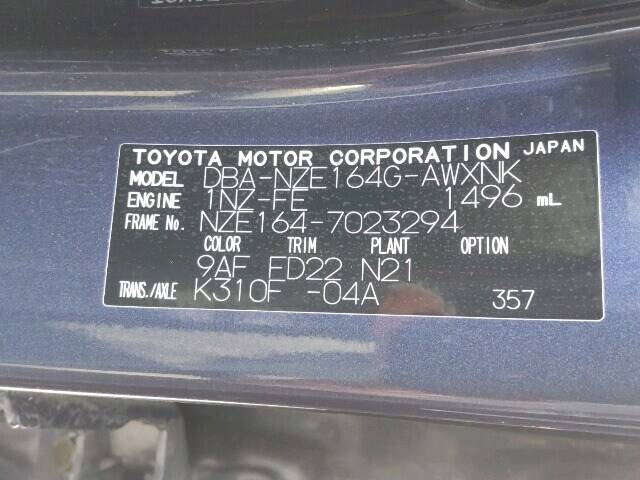 TOYOTA MOTOR CORPORATION JAPAN
MODEL DBA-NZE164G-AWXNK
ENGINE 1NZ-FE 1496 mL
FRAME No. NZE164-7023294
COLOR TRIM PLANT OPTION
9AF FD22 N21
TRANS./AXLE K310F -04A 357